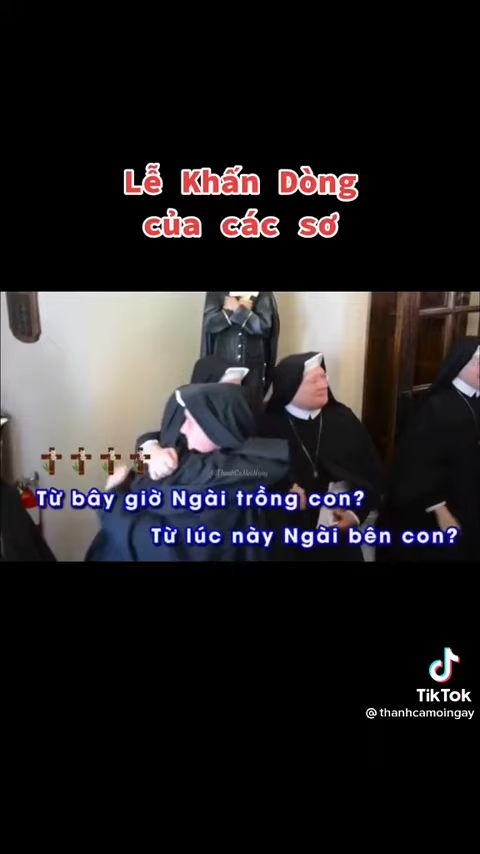 Lễ Khấn Dòng
của các sơ
@ThanhCaMoiNgay
Từ bây giờ Ngài trồng con?
Từ lúc này Ngài bên con?
TikTok
@thanhcamoingay